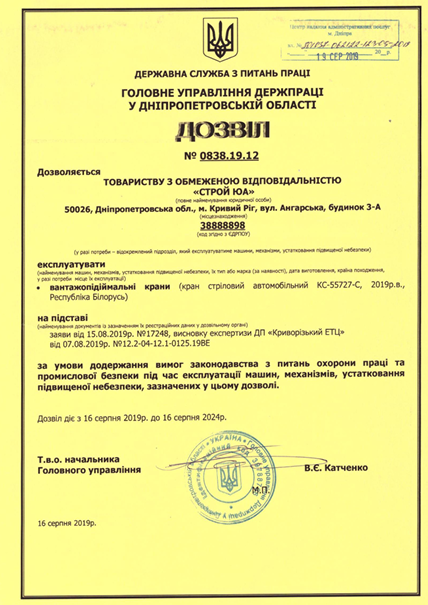 Центр надання адміністративних послуг
м. Дніпра
19 СЕР 2019
ДЕРЖАВНА СЛУЖБА З ПИТАНЬ ПРАЦІ
ГОЛОВНЕ УПРАВЛІННЯ ДЕРЖПРАЦІ
У ДНІПРОПЕТРОВСЬКІЙ ОБЛАСТІ
ДОЗВІЛ
№ 0838.19.12
Дозволяється
ТОВАРИСТВУ З ОБМЕЖЕНОЮ ВІДПОВІДАЛЬНІСТЮ
«СТРОЙ ЮА»
(повне найменування юридичної особи)
50026, Дніпропетровська обл., м. Кривий Ріг, вул. Ангарська, будинок 3-А
(місцезнаходження)
38888898
(код згідно з ЄДРПОУ)
(у разі потреби – відокремлений підрозділ, який експлуатуватиме машини, механізми, устатковання підвищеної небезпеки)
експлуатувати
(найменування машин, механізмів, устатковання підвищеної небезпеки, їх тип або марка (за наявності), дата виготовлення, країна походження,
у разі потреби місце їх експлуатації)
• вантажопідіймальні крани (кран стріловий автомобільний КС-55727-С, 2019р.в.,
Республіка Білорусь)
на підставі
(найменування документа із зазначенням їх реєстраційних даних у дозвільному органі)
заяви від 15.08.2019р. №17248, висновку експертизи ДП «Криворізький ЕТЦ»
від 07.08.2019р. №12.2-04-12.1-0125.19ВЕ
за умови додержання вимог законодавства з питань охорони праці та
промислової безпеки під час експлуатації машин, механізмів, устатковання
підвищеної небезпеки, зазначених у цьому дозволі.
Дозвіл діє з 16 серпня 2019р. до 16 серпня 2024р.
Т.в.о. начальника
Головного управління
В.Є. Катченко
УКРАЇНА
М.П.
16 серпня 2019р.